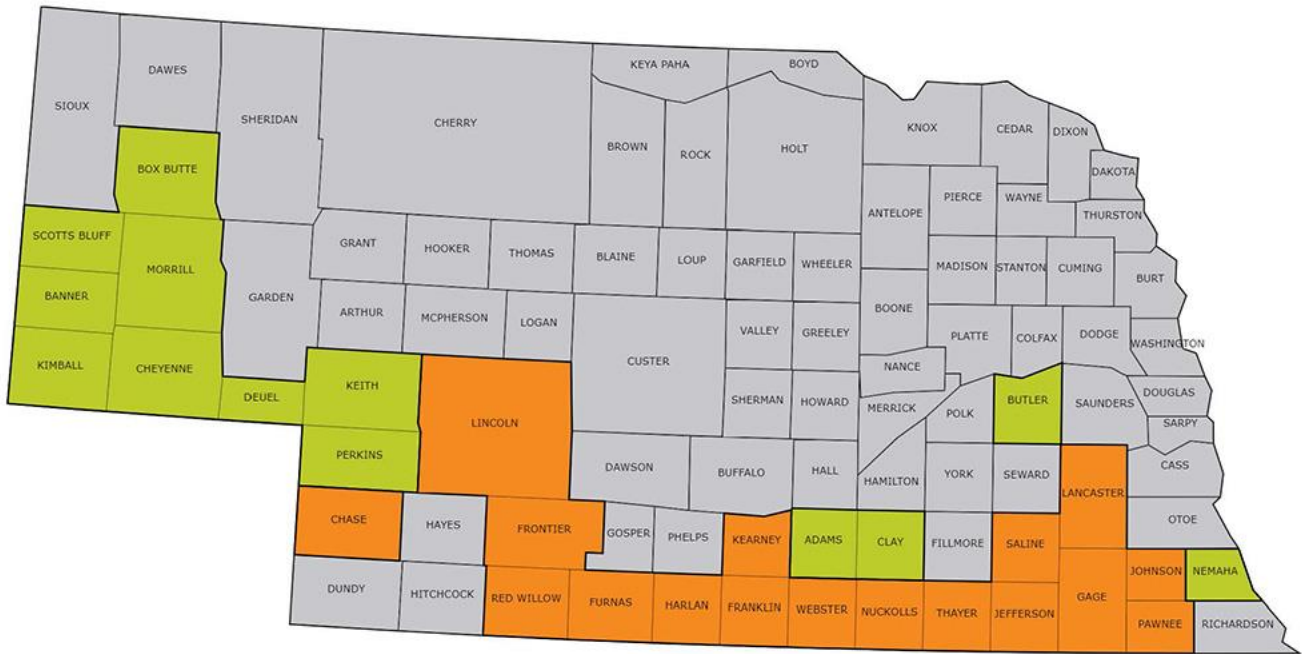 KEYA PAHA
BOYD
DAWES
SIOUX
SHERIDAN
CHERRY
KNOX
CEDAR
DIXON
BROWN
ROCK
HOLT
BOX BUTTE
DAKOTA
PIERCE
WAYNE
ANTELOPE
THURSTON
SCOTTS BLUFF
GRANT
HOOKER
THOMAS
BLAINE
LOUP
GARFIELD
WHEELER
MADISON
STANTON
CUMING
MORRILL
BURT
BANNER
GARDEN
ARTHUR
MCPHERSON
LOGAN
BOONE
VALLEY
GREELEY
PLATTE
COLFAX
DODGE
WASHINGTON
CUSTER
KIMBALL
CHEYENNE
NANCE
KEITH
DEUEL
DOUGLAS
SHERMAN
HOWARD
MERRICK
POLK
BUTLER
SAUNDERS
LINCOLN
SARPY
PERKINS
DAWSON
BUFFALO
HALL
HAMILTON
YORK
SEWARD
CASS
LANCASTER
CHASE
HAYES
FRONTIER
GOSPER
PHELPS
KEARNEY
ADAMS
CLAY
FILLMORE
SALINE
OTOE
JOHNSON
NEMAHA
DUNDY
HITCHCOCK
RED WILLOW
FURNAS
HARLAN
FRANKLIN
WEBSTER
NUCKOLLS
THAYER
JEFFERSON
GAGE
PAWNEE
RICHARDSON